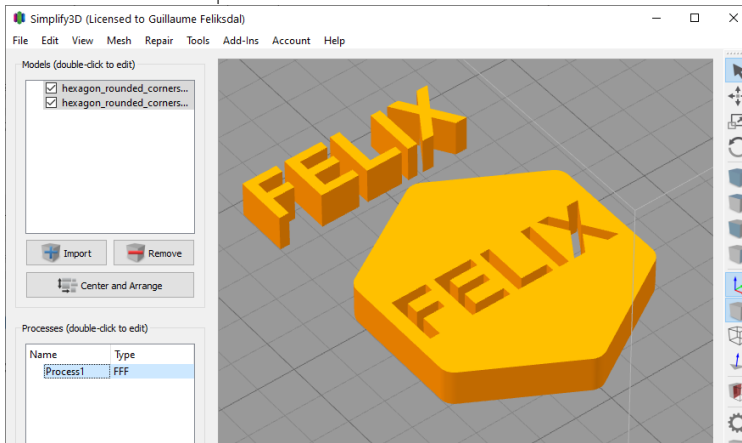 Simplify3D (Licensed to Guillaume Feliksdal)
File Edit View Mesh Repair Tools Add-Ins Account Help
Models (double-click to edit)
hexagon_rounded_corners...
hexagon_rounded_corners...
Import Remove
Center and Arrange
Processes (double-click to edit)
Name Type
Process1 FFF
FELIX
FELIX